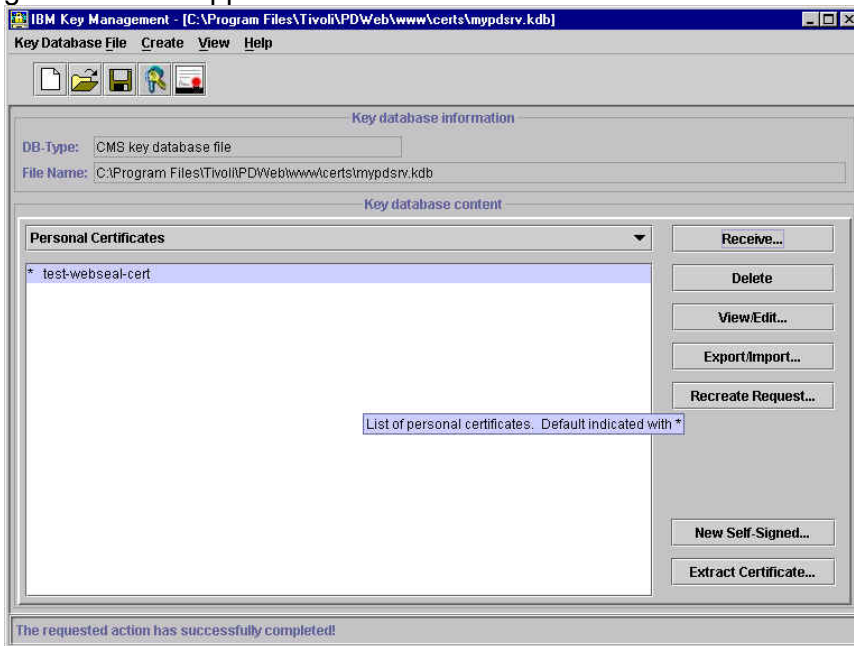 IBM Key Management - [C:\Program Files\Tivoli\PDWeb\www\certs\mypdsrv.kdb]
Key Database File Create View Help
Key database information
DB-Type: CMS key database file
File Name: C:\Program Files\Tivoli\PDWeb\www\certs\mypdsrv.kdb
Key database content
Personal Certificates
Receive...
* test-webseal-cert
Delete
View/Edit...
Export/Import...
Recreate Request...
List of personal certificates. Default indicated with *
New Self-Signed...
Extract Certificate...
The requested action has successfully completed!